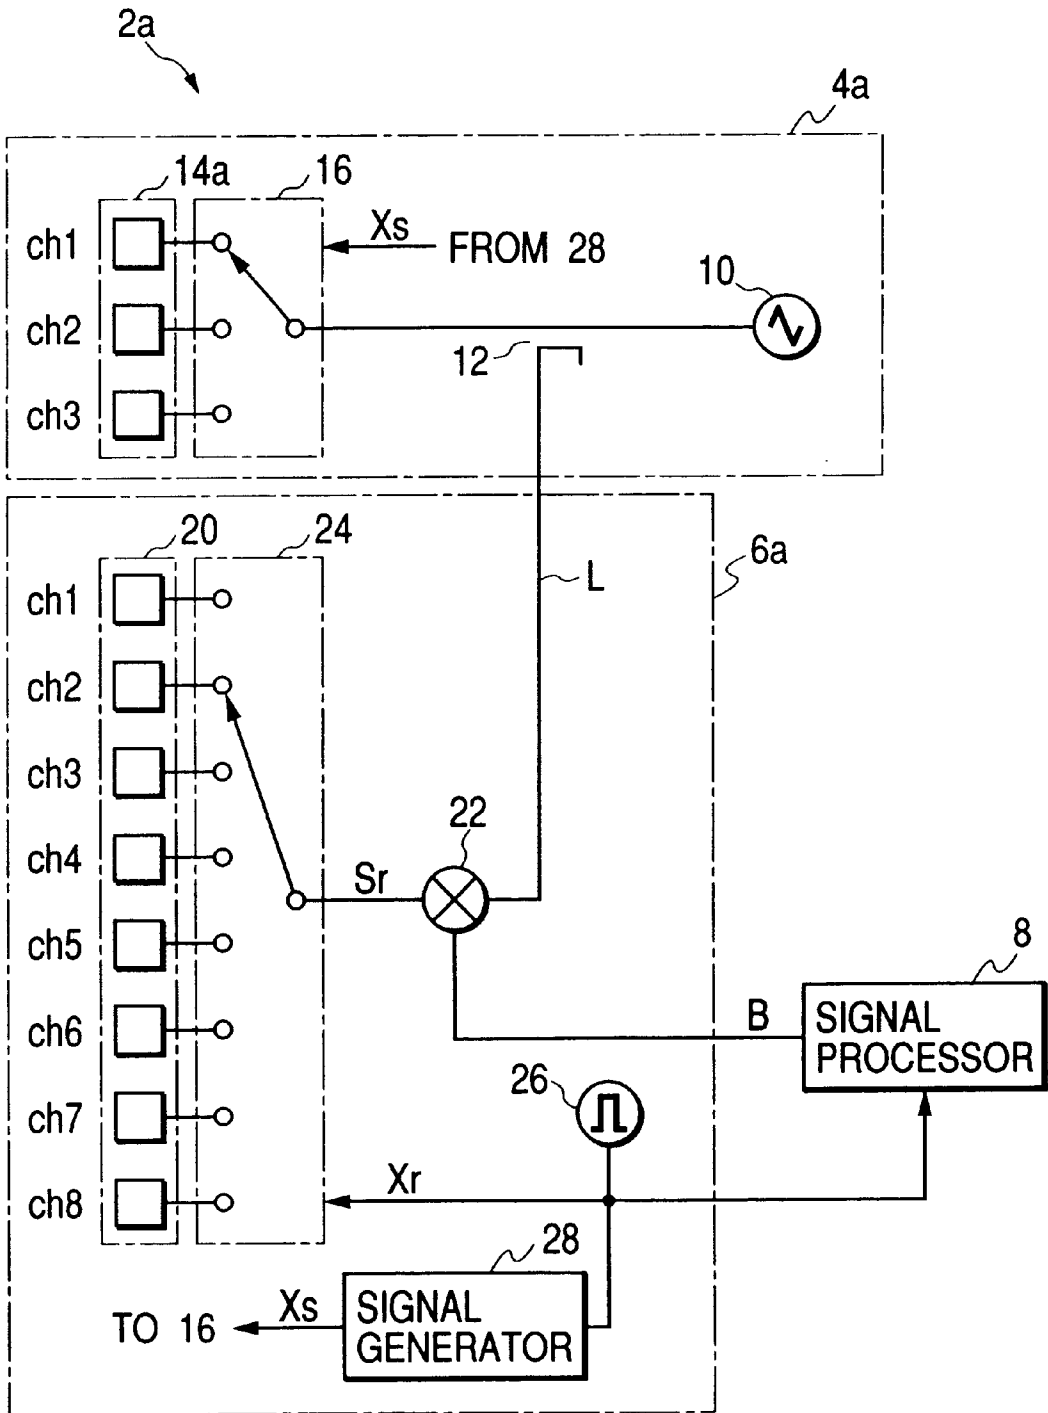 2a
4a
14a
16
ch1
Xs
FROM 28
10
ch2
12
ch3
20
24
6a
ch1
L
ch2
ch3
22
ch4
Sr
ch5
8
ch6
B
SIGNAL
PROCESSOR
26
ch7
Xr
ch8
28
TO 16
Xs
SIGNAL
GENERATOR